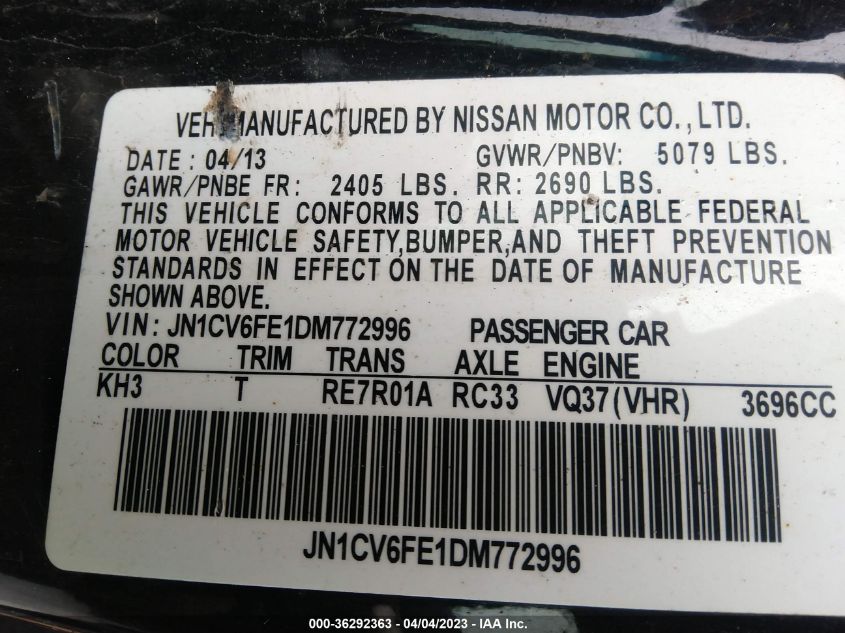 VEH MANUFACTURED BY NISSAN MOTOR CO., LTD.
DATE : 04/13 GVWR/PNBV: 5079 LBS.
GAWR/PNBE FR: 2405 LBS. RR: 2690 LBS.
THIS VEHICLE CONFORMS TO ALL APPLICABLE FEDERAL
MOTOR VEHICLE SAFETY,BUMPER,AND THEFT PREVENTION
STANDARDS IN EFFECT ON THE DATE OF MANUFACTURE
SHOWN ABOVE.
VIN: JN1CV6FE1DM772996 PASSENGER CAR
COLOR TRIM TRANS AXLE ENGINE
KH3 T RE7R01A RC33 VQ37(VHR) 3696CC
JN1CV6FE1DM772996
000-36292363 - 04/04/2023 - IAA Inc.